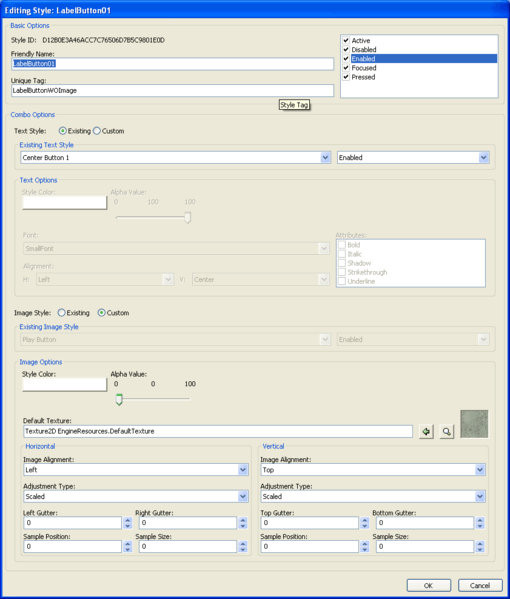 Editing Style: LabelButton01
Basic Options
Style ID: D12B0E3A46ACC7C76506D7B5C9801E0D
Friendly Name:
LabelButton01
Unique Tag:
LabelButtonWOImage
Active
Disabled
Enabled
Focused
Pressed
Style Tag
Combo Options
Text Style: Existing Custom
Existing Text Style
Center Button 1 Enabled
Text Options
Style Color: Alpha Value:
0 100 100
Font:
SmallFont
Alignment:
H: Left V: Center
Attributes:
Bold
Italic
Shadow
Strikethrough
Underline
Image Style: Existing Custom
Existing Image Style
Play Button Enabled
Image Options
Style Color: Alpha Value:
0 0 100
Default Texture:
Texture2D EngineResources.DefaultTexture
Horizontal
Image Alignment:
Left
Adjustment Type:
Scaled
Left Gutter: Right Gutter:
0 0
Sample Position: Sample Size:
0 0
Vertical
Image Alignment:
Top
Adjustment Type:
Scaled
Top Gutter: Bottom Gutter:
0 0
Sample Position: Sample Size:
0 0
OK Cancel